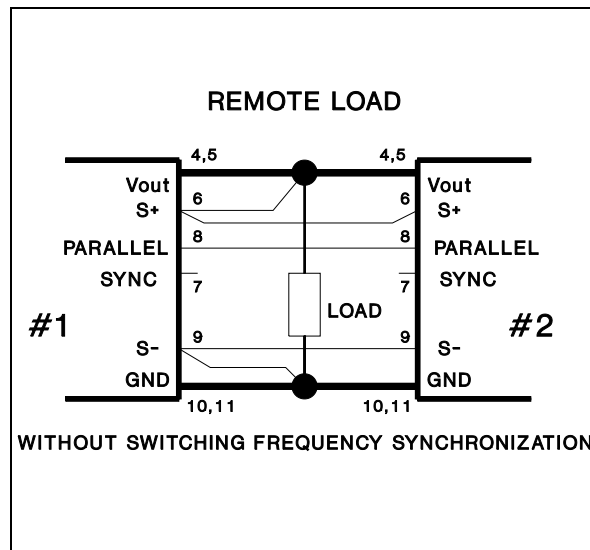 REMOTE LOAD
4,5 4,5
Vout 6 6 Vout
S+ S+
PARALLEL 8 8 PARALLEL
SYNC 7 7 SYNC
LOAD
#1 #2
S- 9 9 S-
GND GND
10,11 10,11
WITHOUT SWITCHING FREQUENCY SYNCHRONIZATION